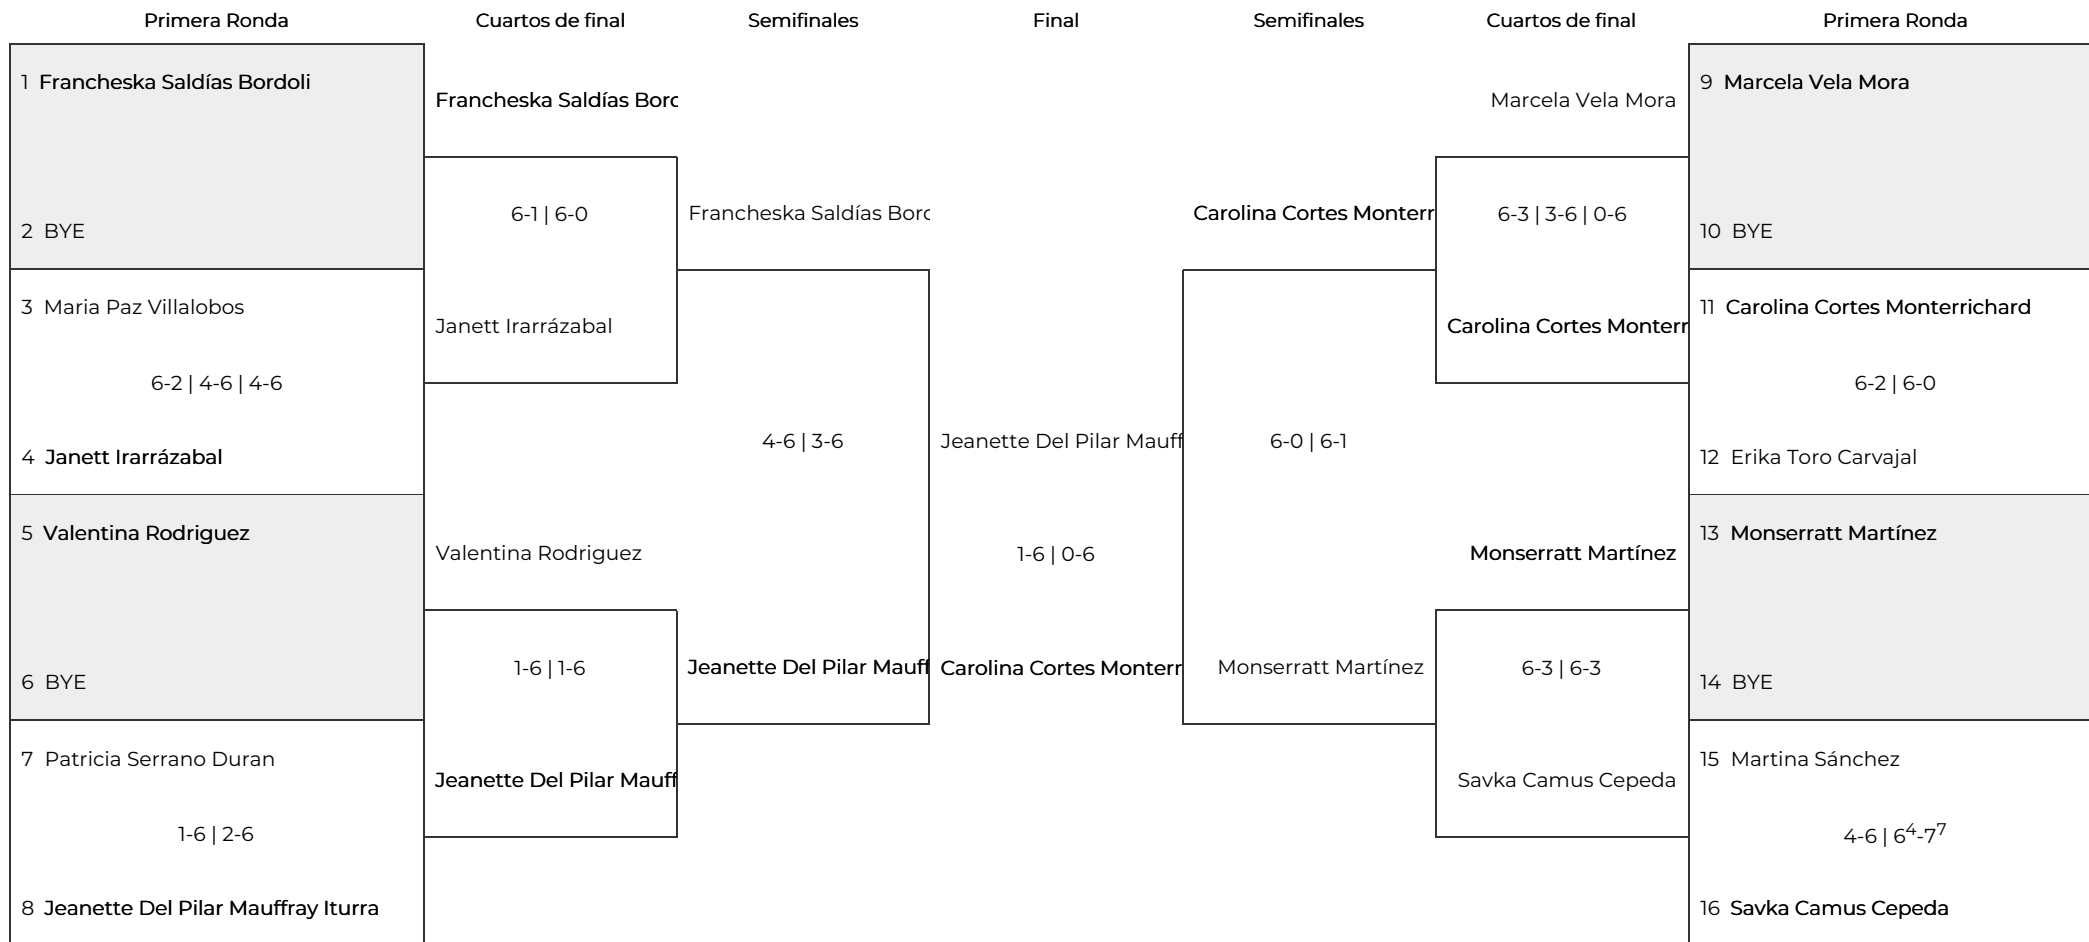 Primera Ronda
Cuartos de final
Semifinales
Final
Semifinales
Cuartos de final
Primera Ronda
1 Francheska Saldías Bordoli
2 BYE
3 Maria Paz Villalobos
6-2 | 4-6 | 4-6
4 Janett Irarrázabal
5 Valentina Rodriguez
6 BYE
7 Patricia Serrano Duran
1-6 | 2-6
8 Jeanette Del Pilar Mauffray Iturra
Francheska Saldías Bord
6-1 | 6-0
Janett Irarrázabal
Valentina Rodriguez
1-6 | 1-6
Jeanette Del Pilar Mauff
Francheska Saldías Bord
4-6 | 3-6
Jeanette Del Pilar Mauff
Jeanette Del Pilar Mauff
1-6 | 0-6
Carolina Cortes Monterr
Carolina Cortes Monterr
6-0 | 6-1
Monserratt Martínez
Marcela Vela Mora
6-3 | 3-6 | 0-6
Carolina Cortes Monterr
Monserratt Martínez
6-3 | 6-3
Savka Camus Cepeda
9 Marcela Vela Mora
10 BYE
11 Carolina Cortes Monterrichard
6-2 | 6-0
12 Erika Toro Carvajal
13 Monserratt Martínez
14 BYE
15 Martina Sánchez
4-6 | 6⁴-7⁷
16 Savka Camus Cepeda